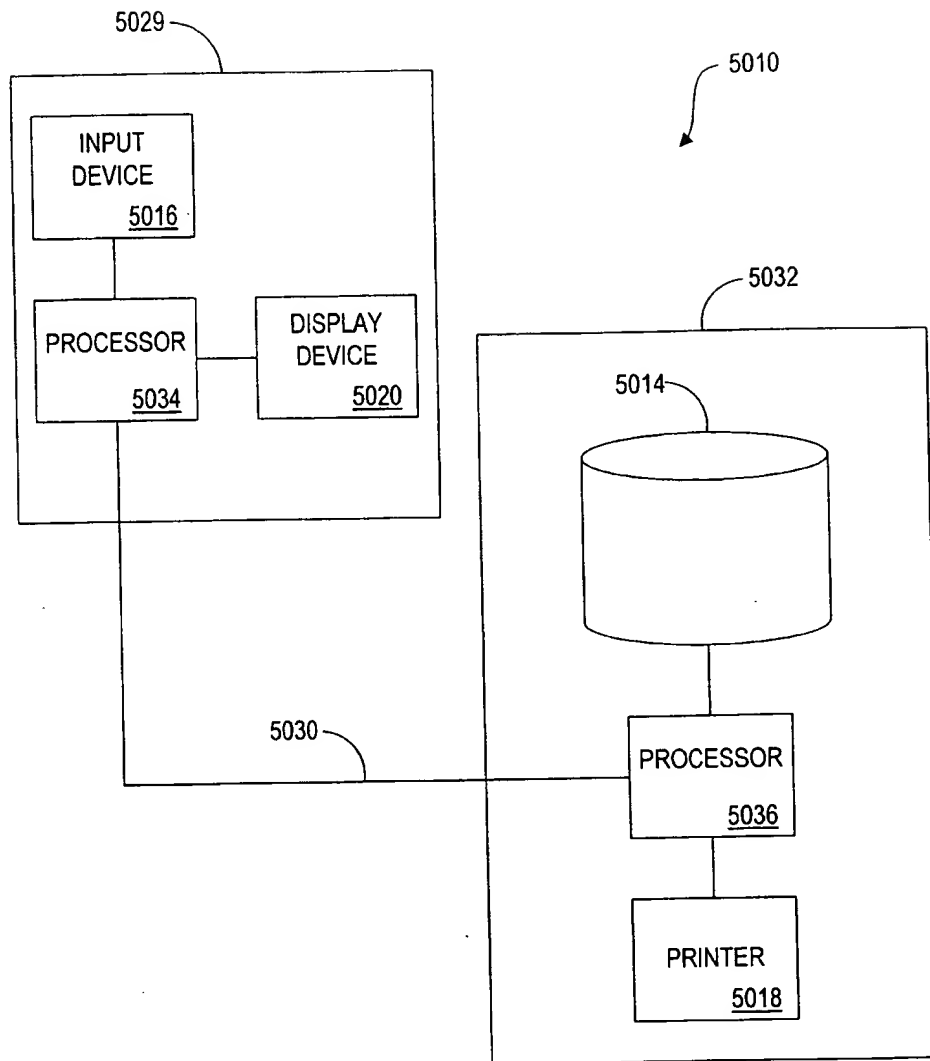 5029
5010
INPUT
DEVICE
5016
5032
PROCESSOR
5034
DISPLAY
DEVICE
5020
5014
5030
PROCESSOR
5036
PRINTER
5018